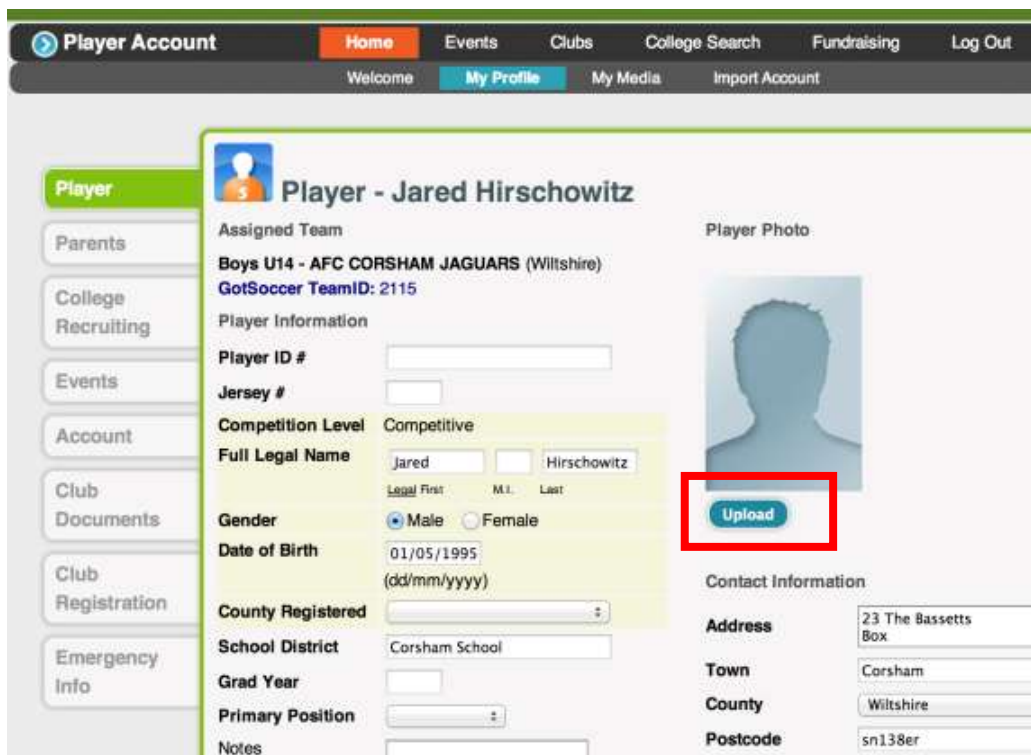 Player Account Home Events Clubs College Search Fundraising Log Out
Welcome My Profile My Media Import Account
Player
Parents
College
Recruiting
Events
Account
Club
Documents
Club
Registration
Emergency
Info
Player - Jared Hirschowitz
Assigned Team
Boys U14 - AFC CORSHAM JAGUARS (Wiltshire)
GotSoccer TeamID: 2115
Player Information
Player ID #
Jersey #
Competition Level Competitive
Full Legal Name Jared Hirschowitz
Legal First M.I. Last
Gender Male Female
Date of Birth 01/05/1995
(dd/mm/yyyy)
County Registered
School District Corsham School
Grad Year
Primary Position
Notes
Player Photo
Upload
Contact Information
Address 23 The Bassetts
Box
Town Corsham
County Wiltshire
Postcode sn138er